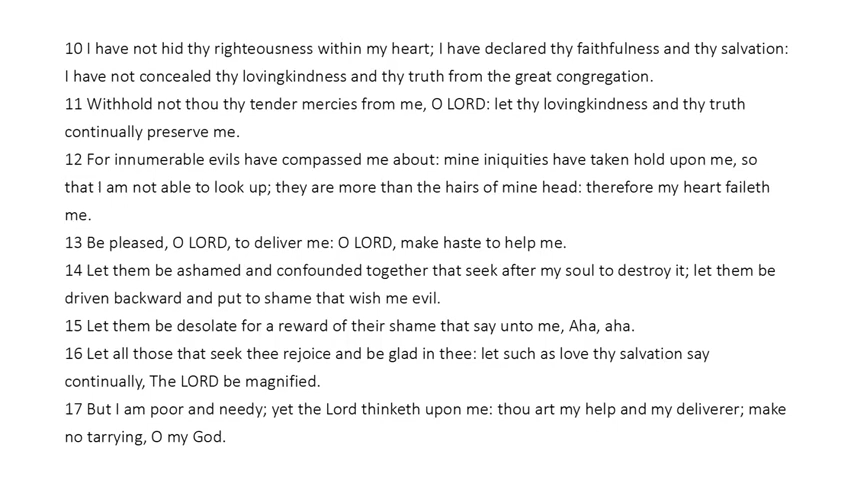 10 I have not hid thy righteousness within my heart; I have declared thy faithfulness and thy salvation:
I have not concealed thy lovingkindness and thy truth from the great congregation.
11 Withhold not thou thy tender mercies from me, O LORD: let thy lovingkindness and thy truth
continually preserve me.
12 For innumerable evils have compassed me about: mine iniquities have taken hold upon me, so
that I am not able to look up; they are more than the hairs of mine head: therefore my heart faileth
me.
13 Be pleased, O LORD, to deliver me: O LORD, make haste to help me.
14 Let them be ashamed and confounded together that seek after my soul to destroy it; let them be
driven backward and put to shame that wish me evil.
15 Let them be desolate for a reward of their shame that say unto me, Aha, aha.
16 Let all those that seek thee rejoice and be glad in thee: let such as love thy salvation say
continually, The LORD be magnified.
17 But I am poor and needy; yet the Lord thinketh upon me: thou art my help and my deliverer; make
no tarrying, O my God.